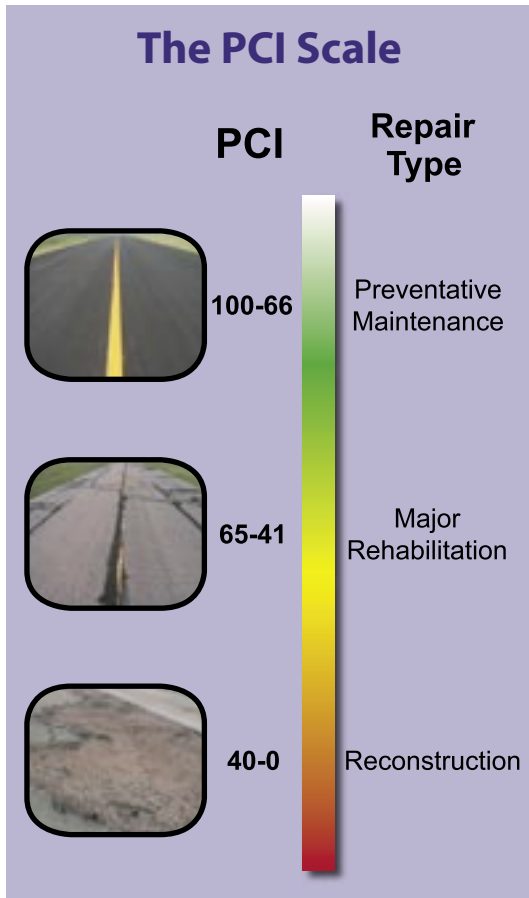 The PCI Scale
PCI
Repair
Type
100-66
Preventative
Maintenance
65-41
Major
Rehabilitation
40-0
Reconstruction